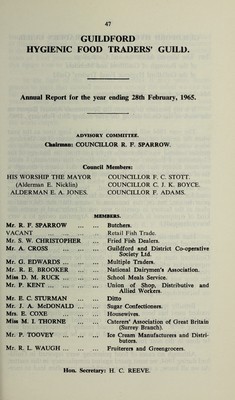 47
GUILDFORD
HYGIENIC FOOD TRADERS' GUILD.
Annual Report for the year ending 28th February, 1965.
ADVISORY COMMITTEE.
Chairman: COUNCILLOR R. F. SPARROW.
Council Members:
HIS WORSHIP THE MAYOR COUNCILLOR F. C. STOTT.
(Alderman E. Nicklin) COUNCILLOR C. J. K. BOYCE.
ALDERMAN E. A. JONES. COUNCILLOR F. ADAMS.
MEMBERS.
Mr. R. F. SPARROW ... ... Butchers.
VACANT ... ... Retail Fish Trade.
Mr. S. W. CHRISTOPHER ... Fried Fish Dealers.
Mr. A. CROSS ... ... Guildford and District Co-operative
Society Ltd.
Mr. G. EDWARDS ... ... Multiple Traders.
Mr. R. E. BROOKER ... ... National Dairymen's Association.
Miss D. M. RUCK ... ... School Meals Service.
Mr. P. KENT ... ... ... Union of Shop, Distributive and
Allied Workers.
Mr. E. C. STURMAN ... ... Ditto
Mr. J. A. McDONALD ... ... Sugar Confectioners.
Mrs. E. COXE ... ... Housewives.
Miss M. I. THORNE ... ... Caterers' Association of Great Britain
(Surrey Branch).
Mr. P. TOOVEY ... ... Ice Cream Manufacturers and Distri-
butors.
Mr. R. L. WAUGH ... ... Fruiterers and Greengrocers.
Hon. Secretary: H. C. REEVE.